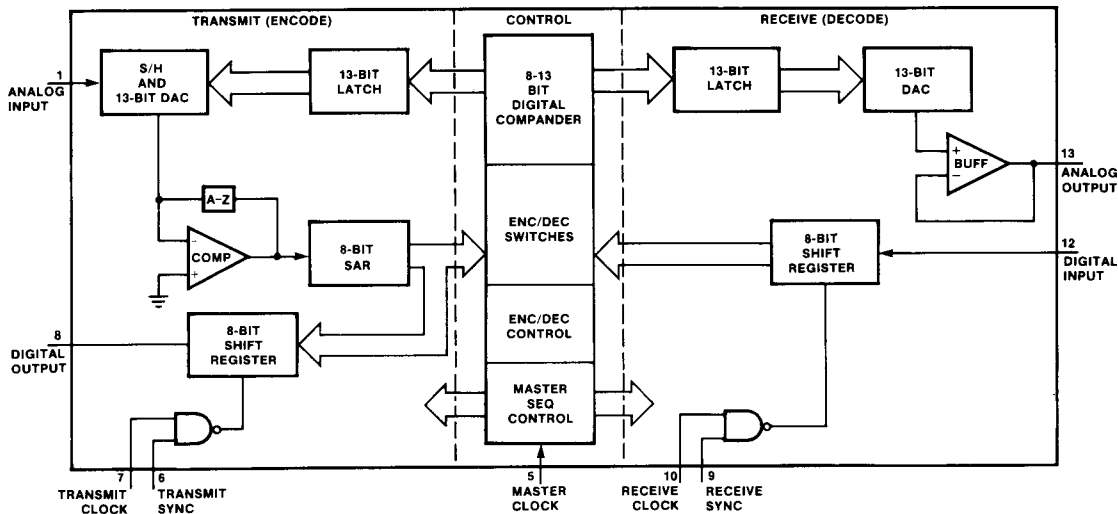 TRANSMIT (ENCODE)
CONTROL
RECEIVE (DECODE)
1
ANALOG
INPUT
S/H
AND
13-BIT DAC
13-BIT
LATCH
8-13
BIT
DIGITAL
COMPANDER
13-BIT
LATCH
13-BIT
DAC
+
BUFF
−
13
ANALOG
OUTPUT
A-Z
−
COMP
+
8-BIT
SAR
ENC/DEC
SWITCHES
8-BIT
SHIFT
REGISTER
12
DIGITAL
INPUT
8
DIGITAL
OUTPUT
8-BIT
SHIFT
REGISTER
ENC/DEC
CONTROL
MASTER
SEQ
CONTROL
7
TRANSMIT
CLOCK
6
TRANSMIT
SYNC
5
MASTER
CLOCK
10
RECEIVE
CLOCK
9
RECEIVE
SYNC